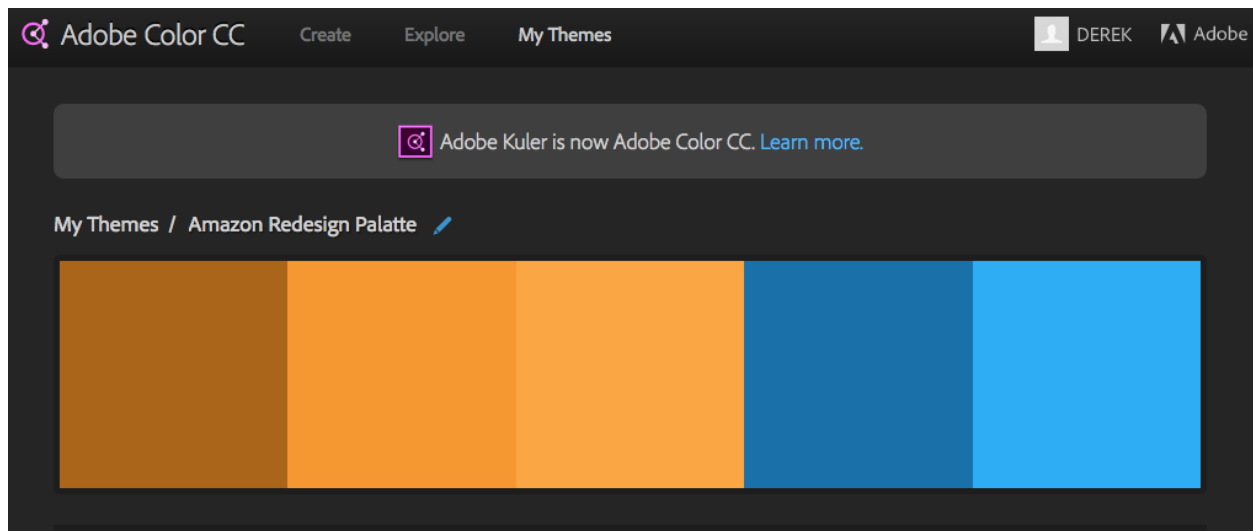 Adobe Color CC Create Explore My Themes DEREK Adobe
Adobe Kuler is now Adobe Color CC. Learn more.
My Themes / Amazon Redesign Palatte